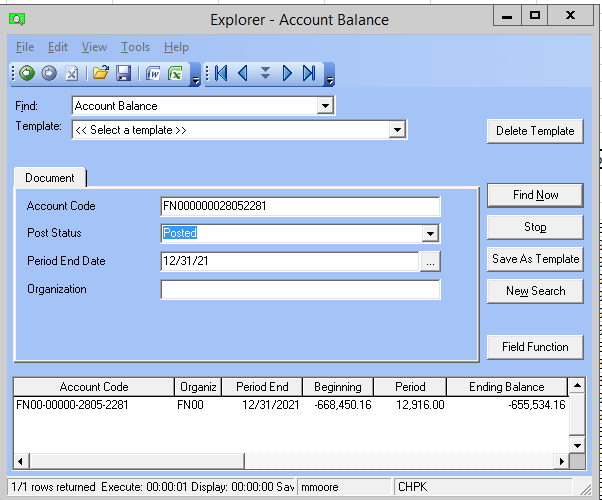 Explorer - Account Balance
File Edit View Tools Help
Find: Account Balance
Template: << Select a template >> Delete Template
Document
Account Code FN000000028052281 Find Now
Post Status Posted Stop
Period End Date 12/31/21 ... Save As Template
Organization New Search
Field Function
Account Code Organiz Period End Beginning Period Ending Balance
FN00-00000-2805-2281 FN00 12/31/2021 -668,450.16 12,916.00 -655,534.16
1/1 rows returned Execute: 00:00:01 Display: 00:00:00 Sav mmoore CHPK